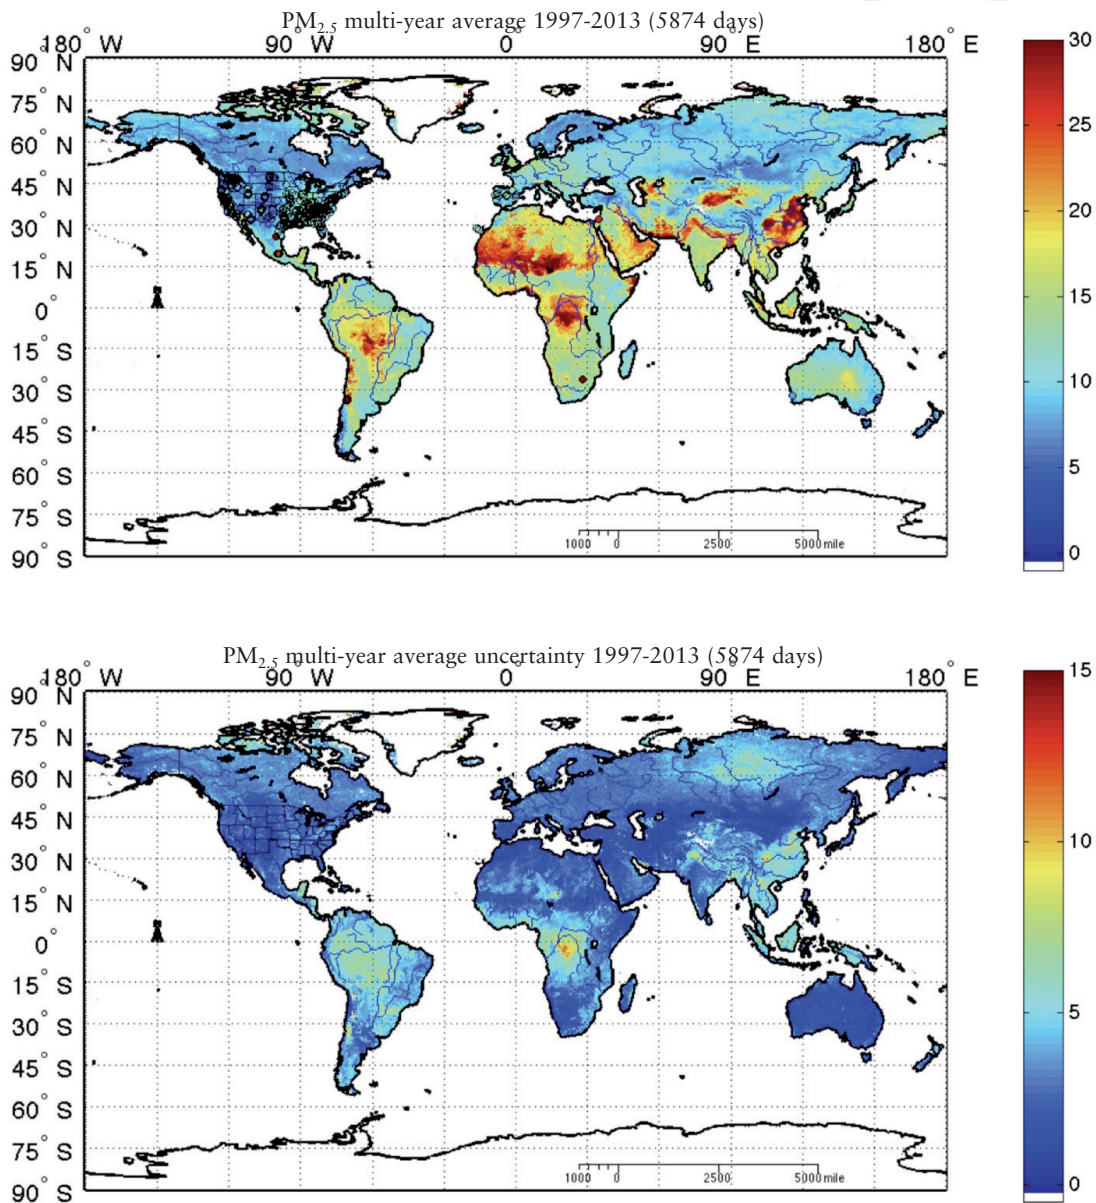 PM2.5 multi-year average 1997-2013 (5874 days)
180° W 90° W 0° 90° E 180° E
90° N
75° N
60° N
45° N
30° N
15° N
0°
15° S
30° S
45° S
60° S
75° S
90° S
N
1000 0 2500 5000 mile
30
25
20
15
10
5
0
PM2.5 multi-year average uncertainty 1997-2013 (5874 days)
180° W 90° W 0° 90° E 180° E
90° N
75° N
60° N
45° N
30° N
15° N
0°
15° S
30° S
45° S
60° S
75° S
90° S
N
1000 0 2500 5000 mile
15
10
5
0